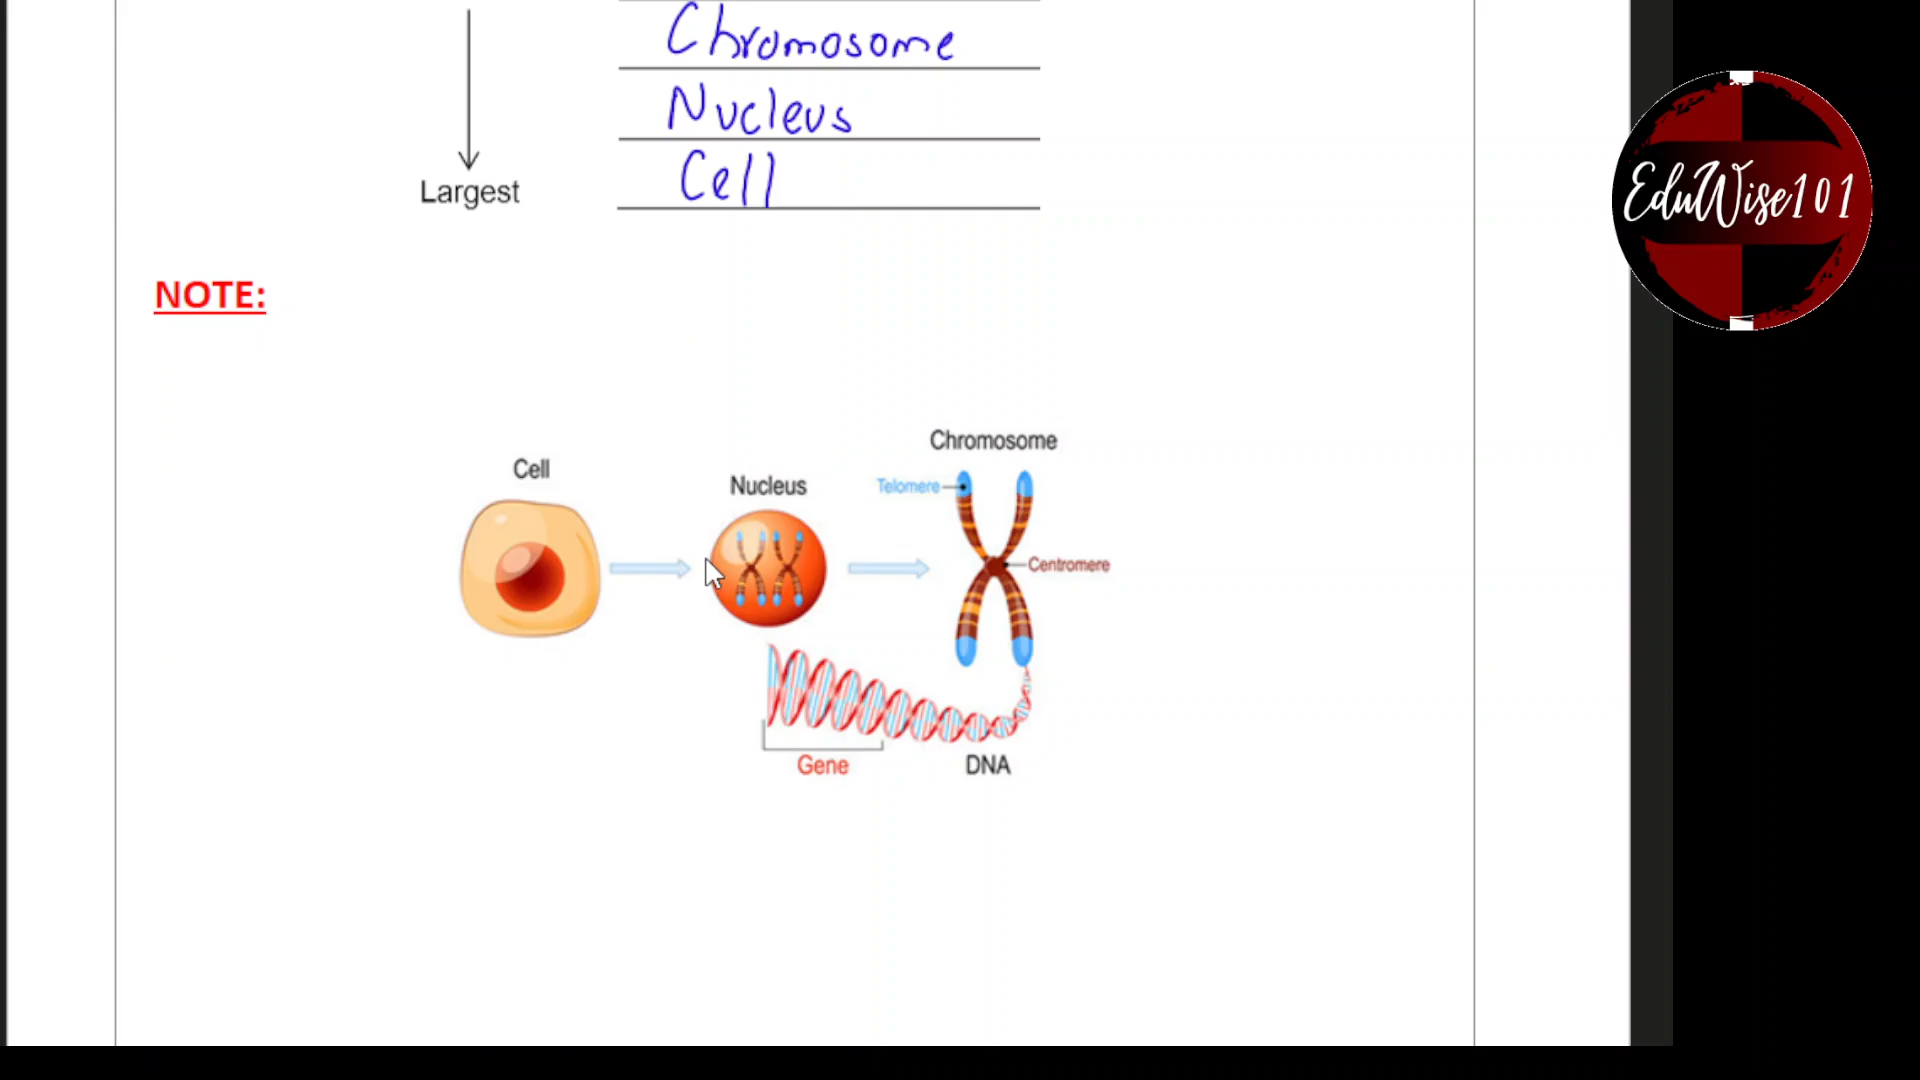 Chromosome
Nucleus
Cell
Largest
EduWise101
NOTE:
Chromosome
Cell
Nucleus
Telomere
Centromere
Gene
DNA